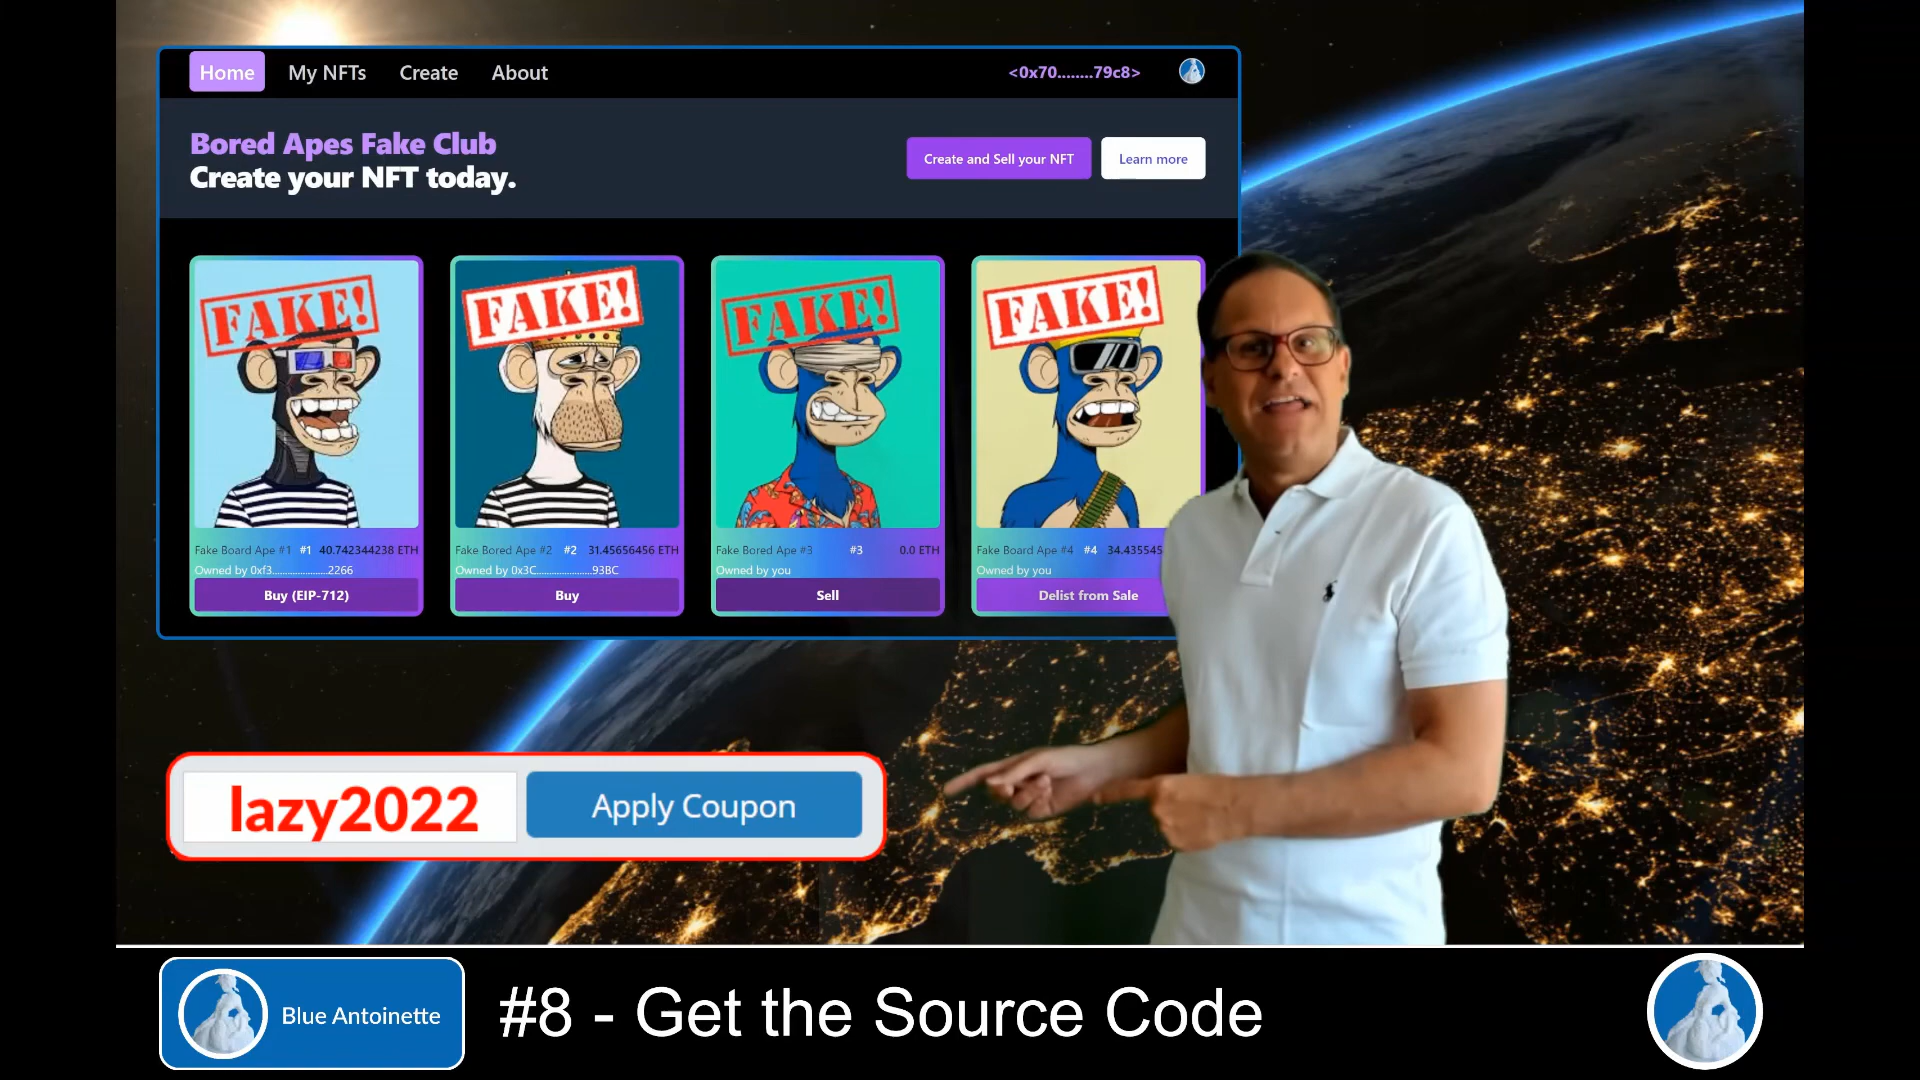 Home My NFTs Create About <0x70........79c8>
Bored Apes Fake Club
Create your NFT today.
Create and Sell your NFT Learn more
FAKE! FAKE! FAKE! FAKE!
Fake Board Ape #1 #1 40.742344238 ETH
Owned by 0xf3......................2266
Buy (EIP-712)
Fake Bored Ape #2 #2 31.45656456 ETH
Owned by 0x3C......................93BC
Buy
Fake Bored Ape #3 #3 0.0 ETH
Owned by you
Sell
Fake Board Ape #4 #4 34.435545
Owned by you
Delist from Sale
lazy2022 Apply Coupon
Blue Antoinette #8 - Get the Source Code